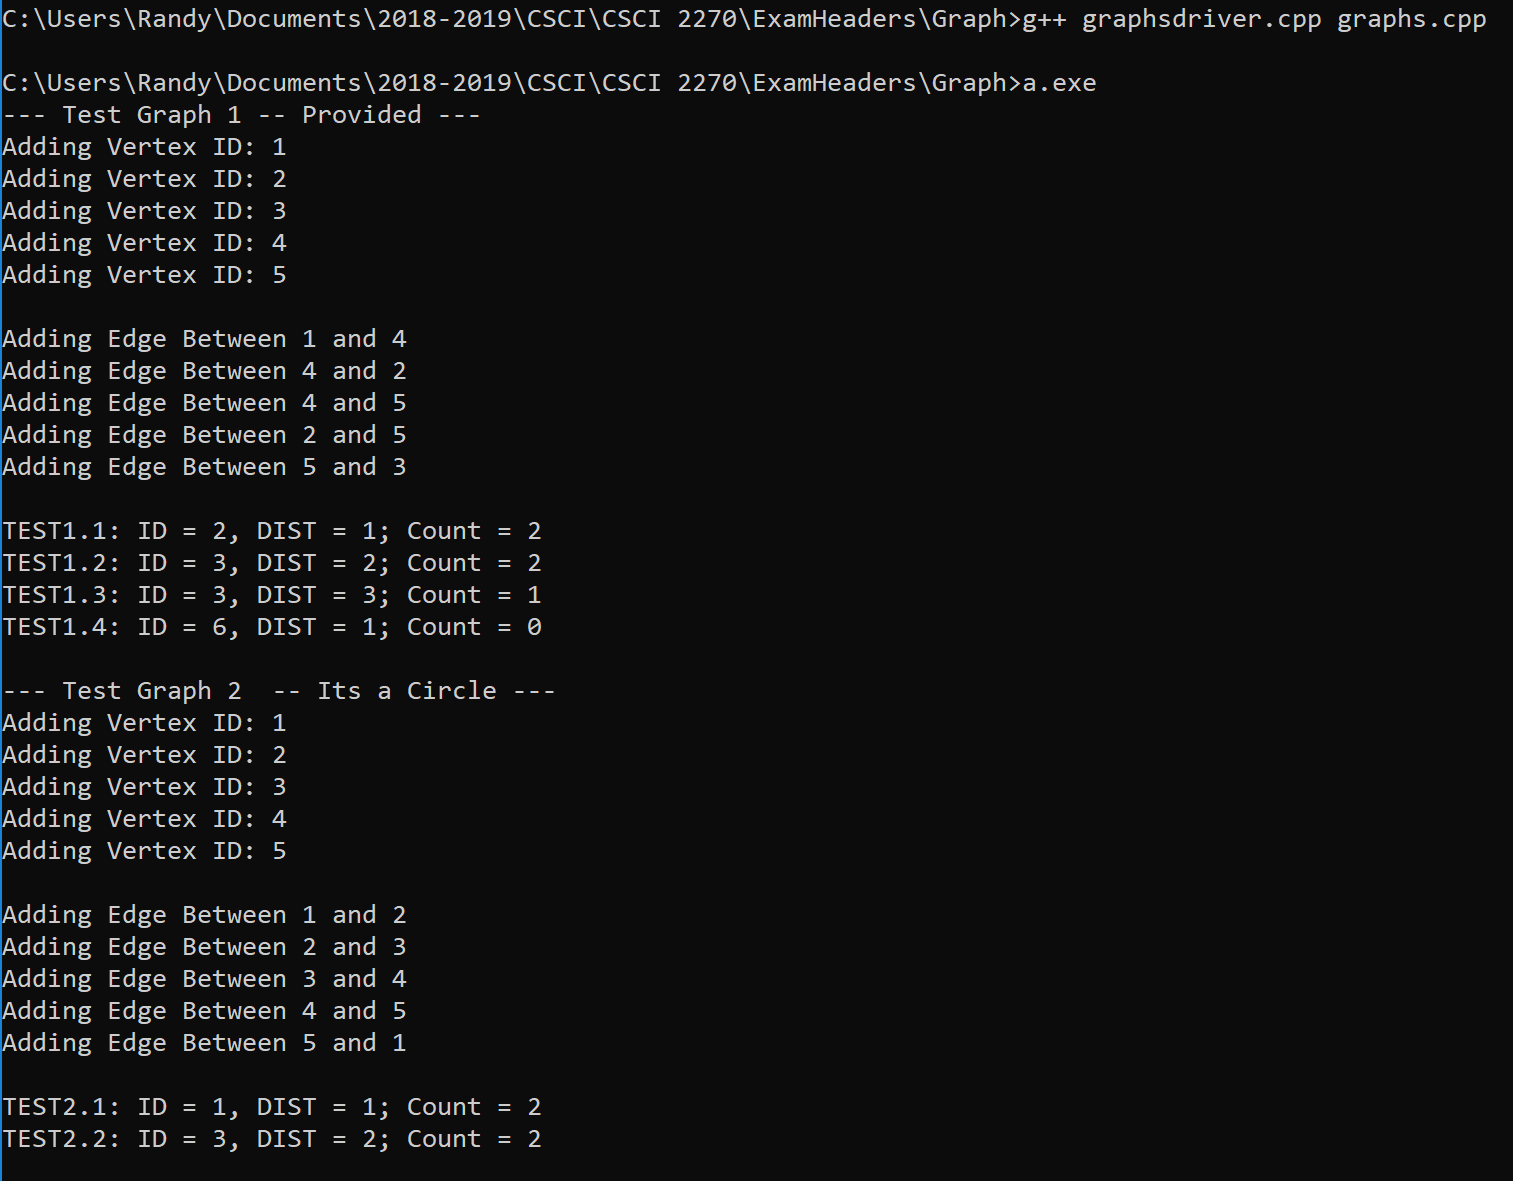 C:\Users\Randy\Documents\2018-2019\CSCI\CSCI 2270\ExamHeaders\Graph>g++ graphsdriver.cpp graphs.cpp
C:\Users\Randy\Documents\2018-2019\CSCI\CSCI 2270\ExamHeaders\Graph>a.exe
--- Test Graph 1 -- Provided ---
Adding Vertex ID: 1
Adding Vertex ID: 2
Adding Vertex ID: 3
Adding Vertex ID: 4
Adding Vertex ID: 5
Adding Edge Between 1 and 4
Adding Edge Between 4 and 2
Adding Edge Between 4 and 5
Adding Edge Between 2 and 5
Adding Edge Between 5 and 3
TEST1.1: ID = 2, DIST = 1; Count = 2
TEST1.2: ID = 3, DIST = 2; Count = 2
TEST1.3: ID = 3, DIST = 3; Count = 1
TEST1.4: ID = 6, DIST = 1; Count = 0
--- Test Graph 2  -- Its a Circle ---
Adding Vertex ID: 1
Adding Vertex ID: 2
Adding Vertex ID: 3
Adding Vertex ID: 4
Adding Vertex ID: 5
Adding Edge Between 1 and 2
Adding Edge Between 2 and 3
Adding Edge Between 3 and 4
Adding Edge Between 4 and 5
Adding Edge Between 5 and 1
TEST2.1: ID = 1, DIST = 1; Count = 2
TEST2.2: ID = 3, DIST = 2; Count = 2